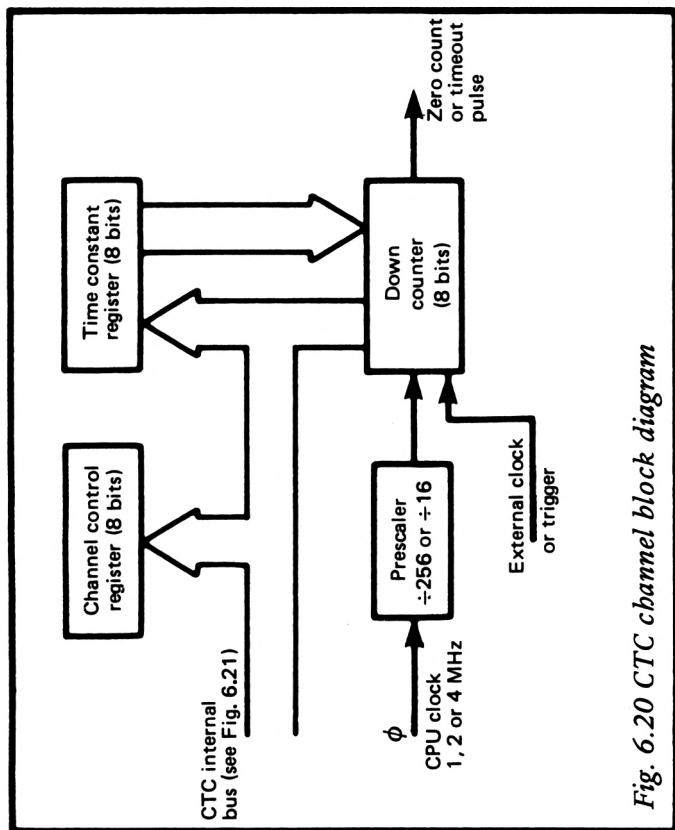 Channel control
register (8 bits)
Time constant
register (8 bits)
CTC internal
bus (see Fig. 6.21)
ϕ
CPU clock
1, 2 or 4 MHz
Prescaler
÷256 or ÷16
Down
counter
(8 bits)
Zero count
or timeout
pulse
External clock
or trigger
Fig. 6.20 CTC channel block diagram